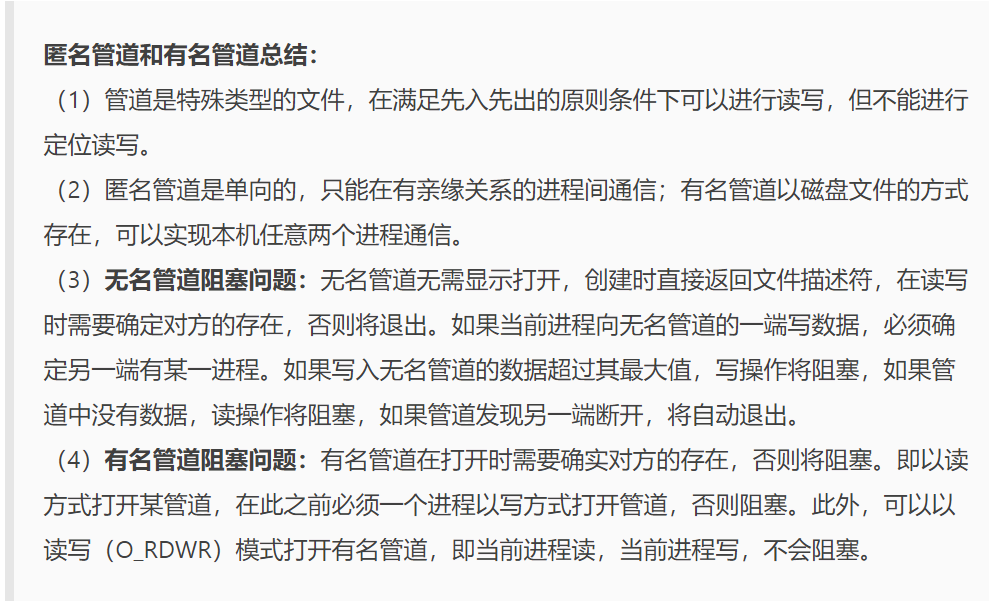 匿名管道和有名管道总结：
（1）管道是特殊类型的文件，在满足先入先出的原则条件下可以进行读写，但不能进行
定位读写。
（2）匿名管道是单向的，只能在有亲缘关系的进程间通信；有名管道以磁盘文件的方式
存在，可以实现本机任意两个进程通信。
（3）无名管道阻塞问题：无名管道无需显示打开，创建时直接返回文件描述符，在读写
时需要确定对方的存在，否则将退出。如果当前进程向无名管道的一端写数据，必须确
定另一端有某一进程。如果写入无名管道的数据超过其最大值，写操作将阻塞，如果管
道中没有数据，读操作将阻塞，如果管道发现另一端断开，将自动退出。
（4）有名管道阻塞问题：有名管道在打开时需要确实对方的存在，否则将阻塞。即以读
方式打开某管道，在此之前必须一个进程以写方式打开管道，否则阻塞。此外，可以以
读写（O_RDWR）模式打开有名管道，即当前进程读，当前进程写，不会阻塞。